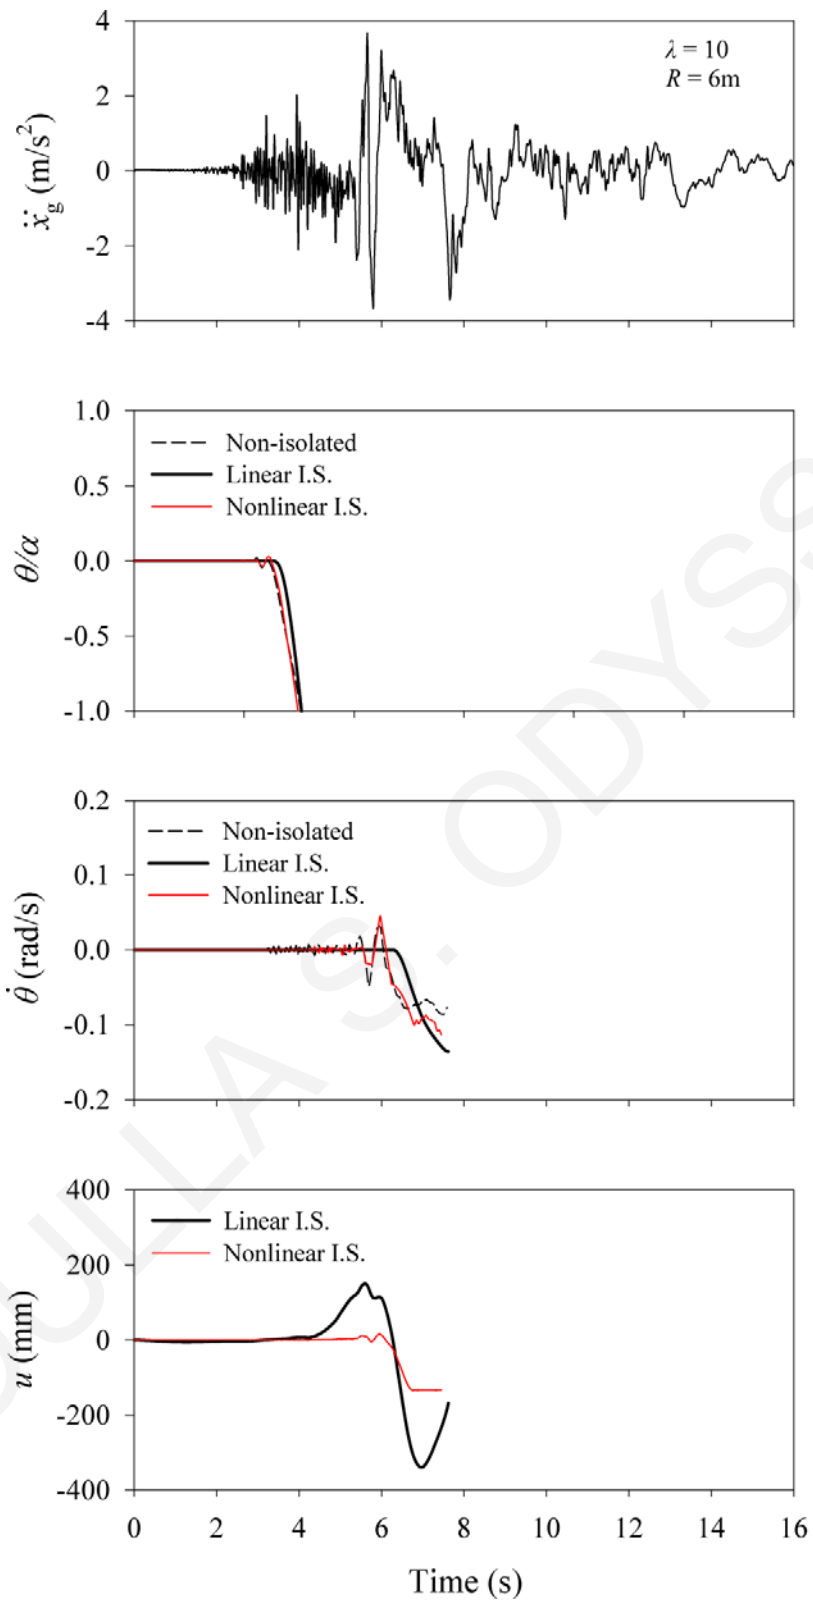 4
2
0
-2
-4
ẍg (m/s²)
λ = 10
R = 6m
1.0
0.5
0.0
-0.5
-1.0
θ/α
Non-isolated
Linear I.S.
Nonlinear I.S.
0.2
0.1
0.0
-0.1
-0.2
θ̇ (rad/s)
Non-isolated
Linear I.S.
Nonlinear I.S.
400
200
0
-200
-400
u (mm)
Linear I.S.
Nonlinear I.S.
0 2 4 6 8 10 12 14 16
Time (s)
ULLA S. ODYSS